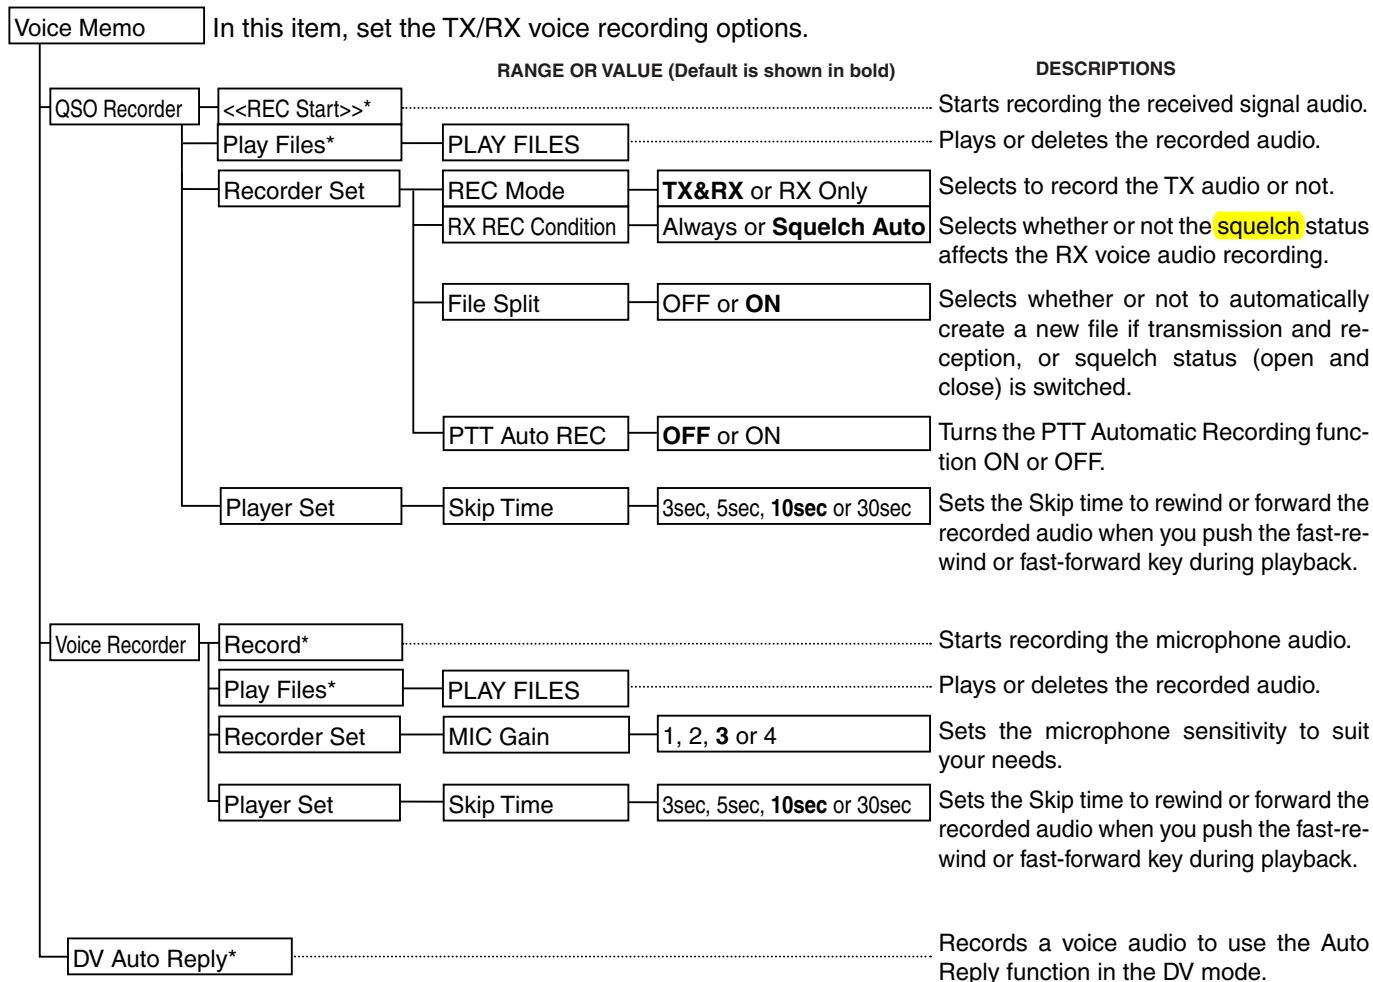 Voice Memo In this item, set the TX/RX voice recording options.
RANGE OR VALUE (Default is shown in bold) DESCRIPTIONS
QSO Recorder <<REC Start>>* Starts recording the received signal audio.
Play Files* PLAY FILES Plays or deletes the recorded audio.
Recorder Set REC Mode TX&RX or RX Only Selects to record the TX audio or not.
RX REC Condition Always or Squelch Auto Selects whether or not the squelch status
affects the RX voice audio recording.
File Split OFF or ON Selects whether or not to automatically
create a new file if transmission and re-
ception, or squelch status (open and
close) is switched.
PTT Auto REC OFF or ON Turns the PTT Automatic Recording func-
tion ON or OFF.
Player Set Skip Time 3sec, 5sec, 10sec or 30sec Sets the Skip time to rewind or forward the
recorded audio when you push the fast-re-
wind or fast-forward key during playback.
Voice Recorder Record* Starts recording the microphone audio.
Play Files* PLAY FILES Plays or deletes the recorded audio.
Recorder Set MIC Gain 1, 2, 3 or 4 Sets the microphone sensitivity to suit
your needs.
Player Set Skip Time 3sec, 5sec, 10sec or 30sec Sets the Skip time to rewind or forward the
recorded audio when you push the fast-re-
wind or fast-forward key during playback.
DV Auto Reply* Records a voice audio to use the Auto
Reply function in the DV mode.